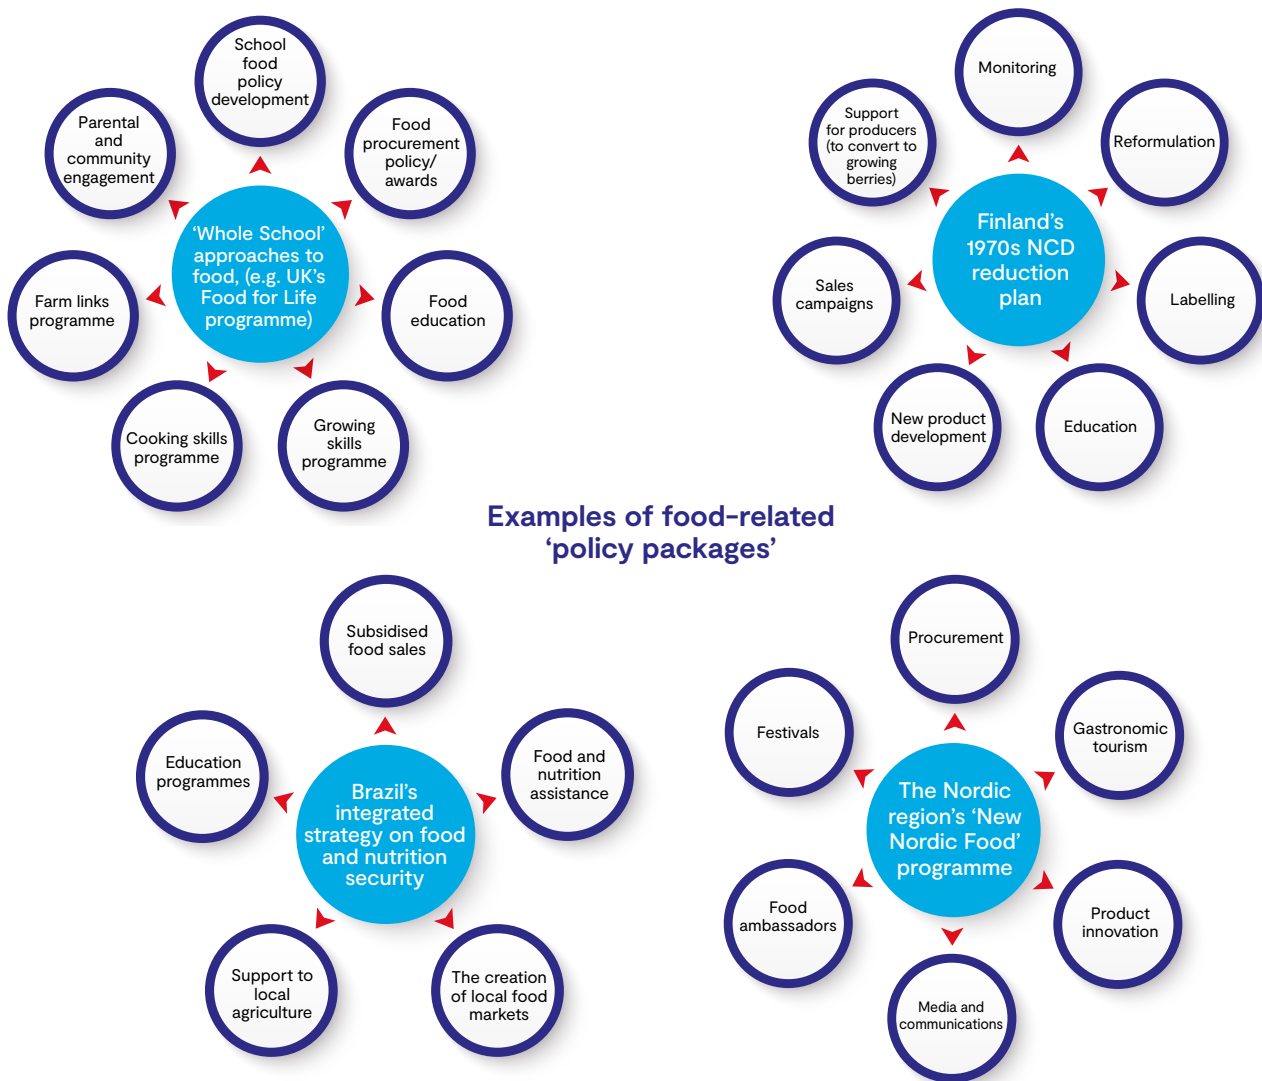 School
food
policy
development
Food
procurement
policy/
awards
Food
education
Growing
skills
programme
Cooking skills
programme
Farm links
programme
Parental
and
community
engagement
‘Whole School’
approaches to
food, (e.g. UK’s
Food for Life
programme)
Monitoring
Reformulation
Labelling
Education
New product
development
Sales
campaigns
Support
for producers
(to convert to
growing
berries)
Finland’s
1970s NCD
reduction
plan
Examples of food-related
‘policy packages’
Subsidised
food sales
Food and
nutrition
assistance
The creation
of local food
markets
Support to
local
agriculture
Education
programmes
Brazil’s
integrated
strategy on food
and nutrition
security
Procurement
Gastronomic
tourism
Product
innovation
Media and
communications
Food
ambassadors
Festivals
The Nordic
region’s ‘New
Nordic Food’
programme